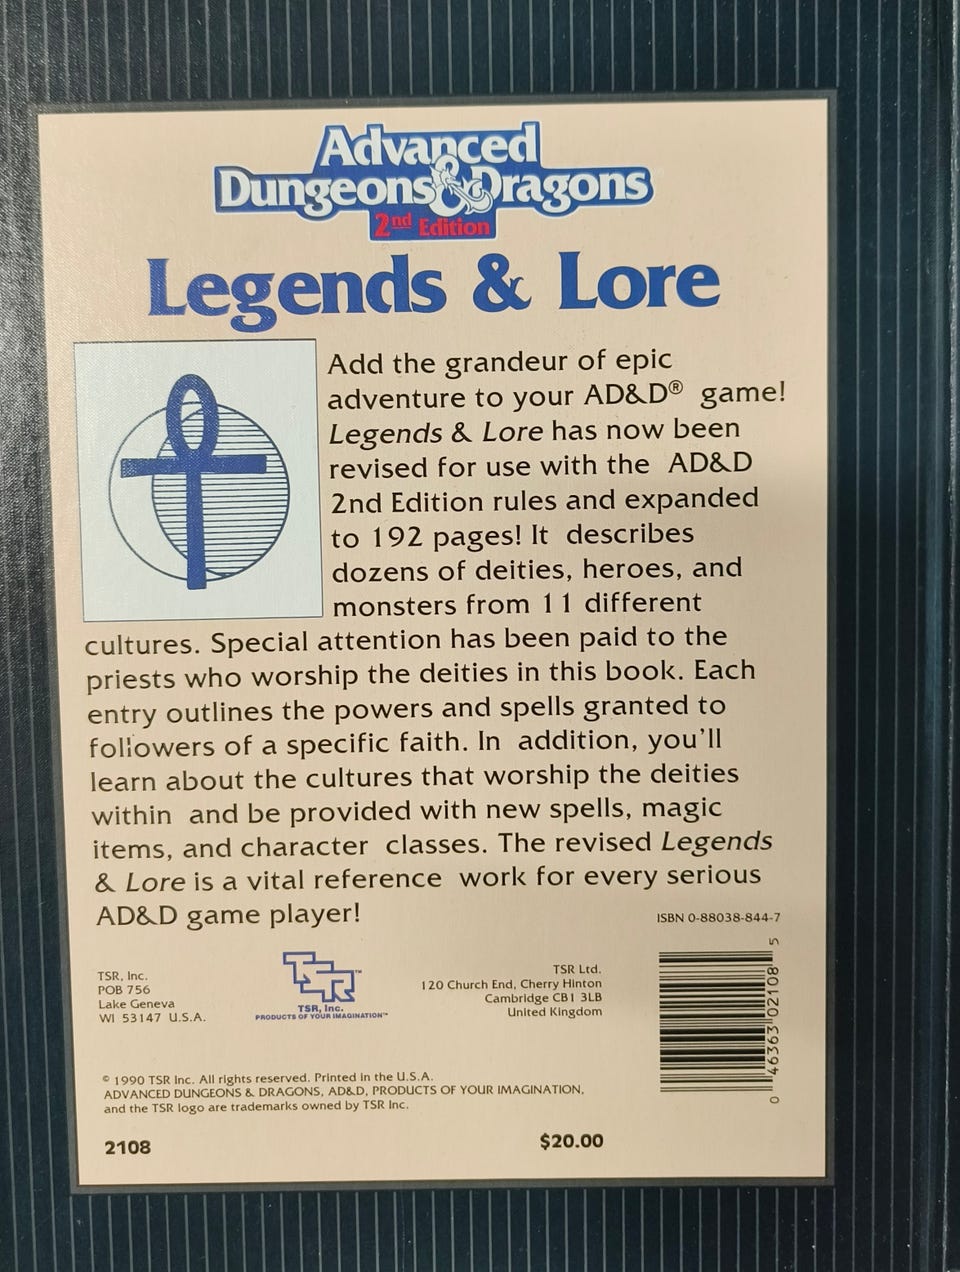 Advanced
Dungeons & Dragons
2nd Edition
Legends & Lore
Add the grandeur of epic
adventure to your AD&D® game!
Legends & Lore has now been
revised for use with the AD&D
2nd Edition rules and expanded
to 192 pages! It describes
dozens of deities, heroes, and
monsters from 11 different
cultures. Special attention has been paid to the
priests who worship the deities in this book. Each
entry outlines the powers and spells granted to
followers of a specific faith. In addition, you'll
learn about the cultures that worship the deities
within and be provided with new spells, magic
items, and character classes. The revised Legends
& Lore is a vital reference work for every serious
AD&D game player!
ISBN 0-88038-844-7
TSR, Inc.
POB 756
Lake Geneva
WI 53147 U.S.A.
TSR™
TSR, Inc.
PRODUCTS OF YOUR IMAGINATION™
TSR Ltd.
120 Church End, Cherry Hinton
Cambridge CB1 3LB
United Kingdom
0 46363 02108 5
© 1990 TSR Inc. All rights reserved. Printed in the U.S.A.
ADVANCED DUNGEONS & DRAGONS, AD&D, PRODUCTS OF YOUR IMAGINATION,
and the TSR logo are trademarks owned by TSR Inc.
2108
$20.00